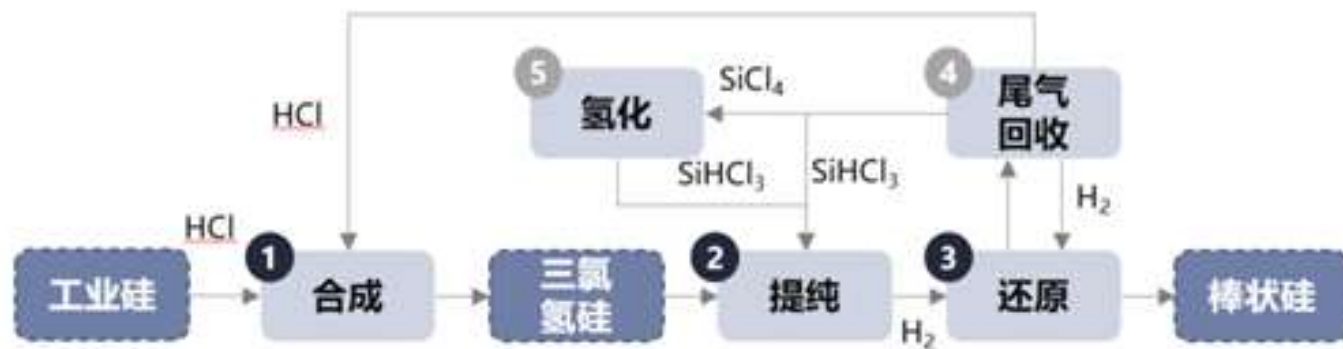 5
氢化
SiCl₄
4
尾气
回收
HCl
SiHCl₃
SiHCl₃
H₂
HCl
工业硅
1
合成
三氯
氢硅
2
提纯
H₂
3
还原
棒状硅